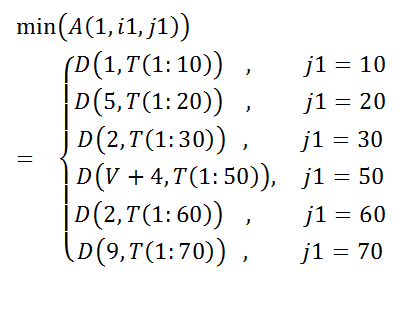 min(A(1, i1, j1))
D(1, T(1: 10)) , j1 = 10
D(5, T(1: 20)) , j1 = 20
D(2, T(1: 30)) , j1 = 30
= D(V + 4, T(1: 50)), j1 = 50
D(2, T(1: 60)) , j1 = 60
D(9, T(1: 70)) , j1 = 70